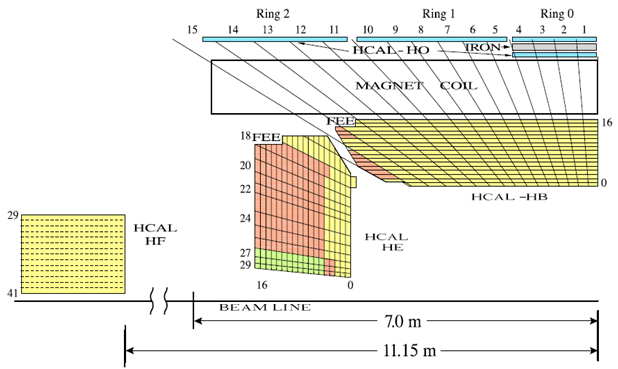 Ring 2 Ring 1 Ring 0
15 14 13 12 11 10 9 8 7 6 5 4 3 2 1
HCAL-HO IRON
MAGNET COIL
FEE 16
18 FEE
20
22
24
27
29
16 0
0
HCAL -HB
HCAL
HE
29
HCAL
HF
41
BEAM LINE
7.0 m
11.15 m